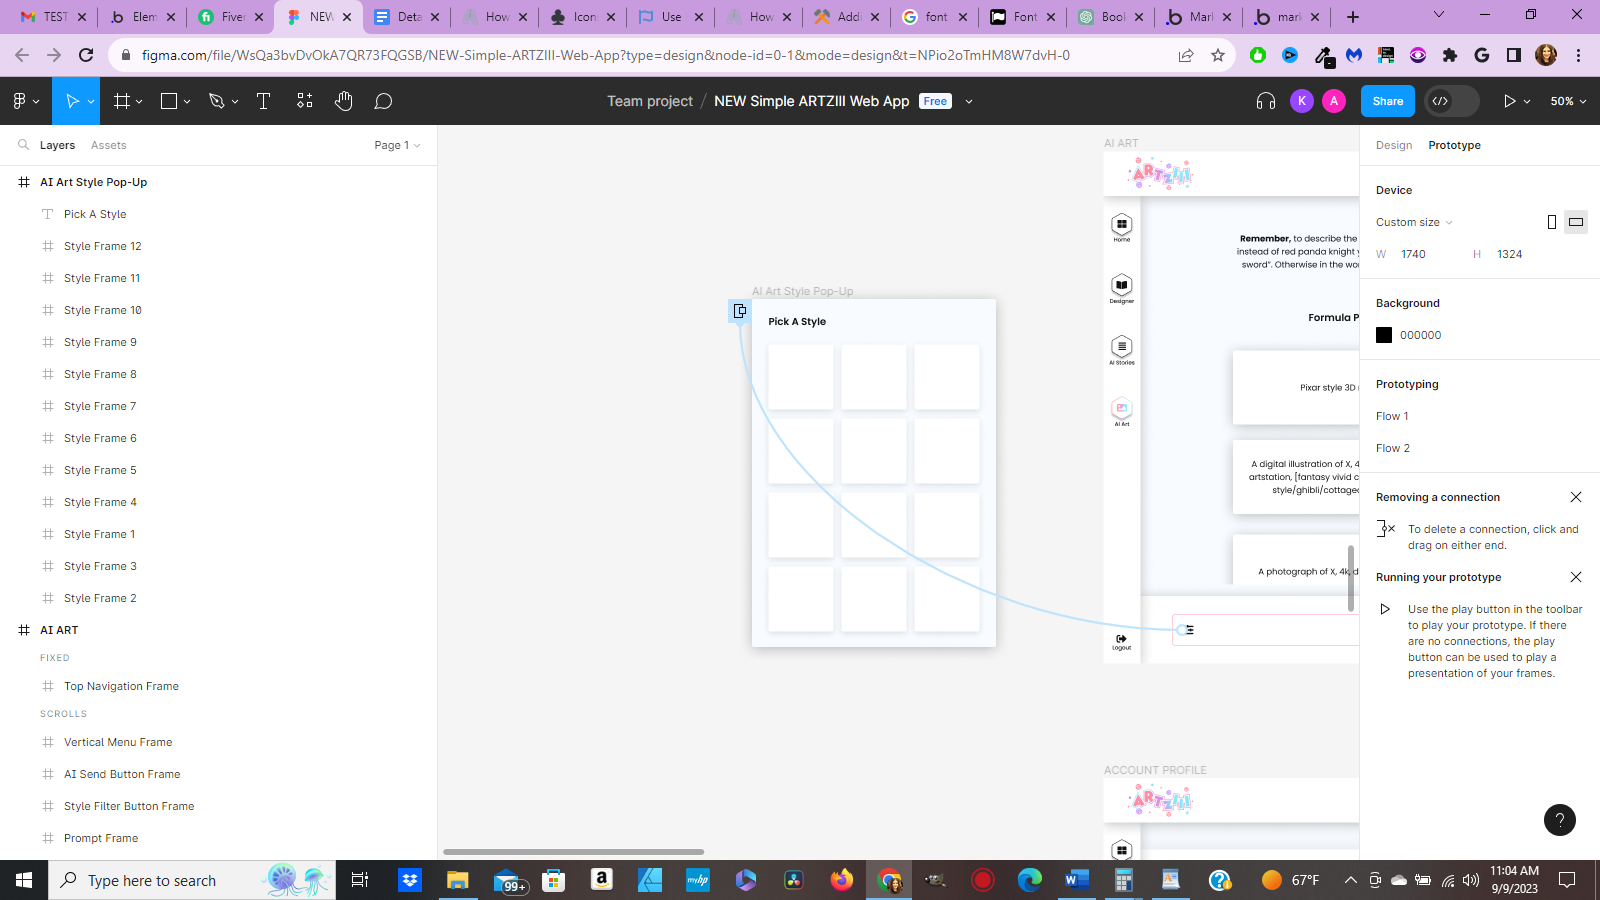 TEST
Elem
Fiver
NEW
Deta
How
Icon
Use
How
Addi
font
Font
Book
Mark
mark
figma.com/file/WsQa3bvDvOkA7QR73FQGSB/NEW-Simple-ARTZIII-Web-App?type=design&node-id=0-1&mode=design&t=NPio2oTmHM8W7dvH-0
Team project / NEW Simple ARTZIII Web App Free
K A Share 50%
Layers Assets Page 1
AI Art Style Pop-Up
Pick A Style
Style Frame 12
Style Frame 11
Style Frame 10
Style Frame 9
Style Frame 8
Style Frame 7
Style Frame 6
Style Frame 5
Style Frame 4
Style Frame 1
Style Frame 3
Style Frame 2
AI ART
FIXED
Top Navigation Frame
SCROLLS
Vertical Menu Frame
AI Send Button Frame
Style Filter Button Frame
Prompt Frame
AI Art Style Pop-Up
Pick A Style
AI ART
ARTZIII
Home
Designer
AI Stories
AI Art
Logout
Remember, to describe the
instead of red panda knight
sword". Otherwise in the
Formula P
Pixar style 3D
A digital illustration of X, 4
artstation, [fantasy vivid c
style/ghibli/cottage
A photograph of X, 4k, d
ACCOUNT PROFILE
ARTZIII
Design Prototype
Device
Custom size
W 1740 H 1324
Background
000000
Prototyping
Flow 1
Flow 2
Removing a connection
To delete a connection, click and
drag on either end.
Running your prototype
Use the play button in the toolbar
to play your prototype. If there
are no connections, the play
button can be used to play a
presentation of your frames.
?
Type here to search
99+
67°F
11:04 AM
9/9/2023